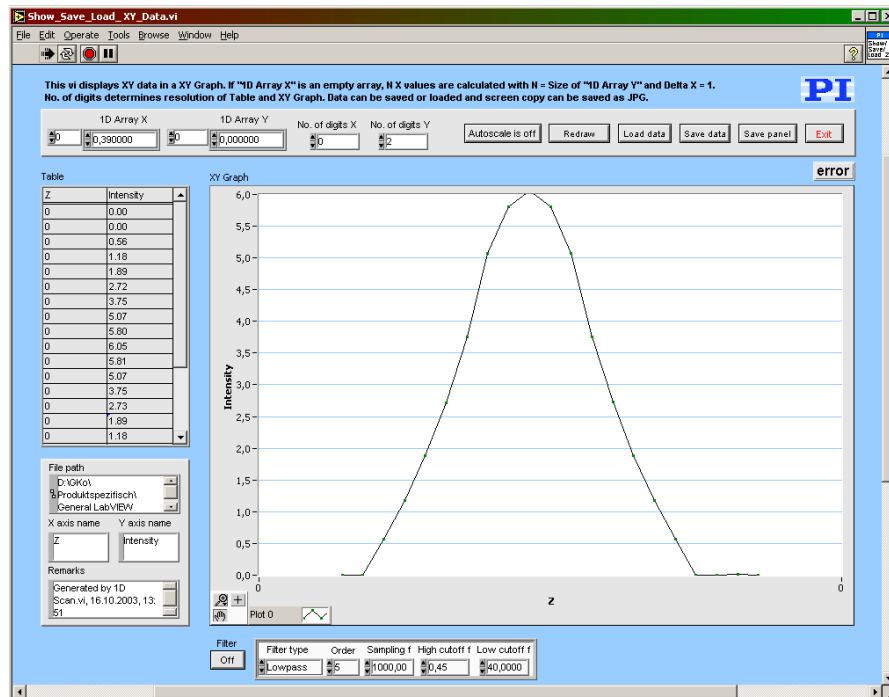 Show_Save_Load_ XY_Data.vi
File Edit Operate Tools Browse Window Help
PI
Show/
Save/
This vi displays XY data in a XY Graph. If "1D Array X" is an empty array, N X values are calculated with N = Size of "1D Array Y" and Delta X = 1.
No. of digits determines resolution of Table and XY Graph. Data can be saved or loaded and screen copy can be saved as JPG.
PI
1D Array X 1D Array Y No. of digits X No. of digits Y
0 0,390000 0 0,000000 0 2
Autoscale is off Redraw Load data Save data Save panel Exit
error
Table
Z Intensity
0 0.00
0 0.00
0 0.56
0 1.18
0 1.89
0 2.72
0 3.75
0 5.07
0 5.80
0 6.05
0 5.81
0 5.07
0 3.75
0 2.73
0 1.89
0 1.18
XY Graph
6,0
5,5
5,0
4,5
4,0
3,5
3,0
2,5
2,0
1,5
1,0
0,5
0,0
Intensity
0 0
Z
Plot 0
File path
D:\GKo\
Produktspezifisch\
General LabVIEW
X axis name Y axis name
Z Intensity
Remarks
Generated by 1D
Scan.vi, 16.10.2003, 13:
51
Filter
Off
Filter type Order Sampling f High cutoff f Low cutoff f
Lowpass 5 1000,00 0,45 40,0000